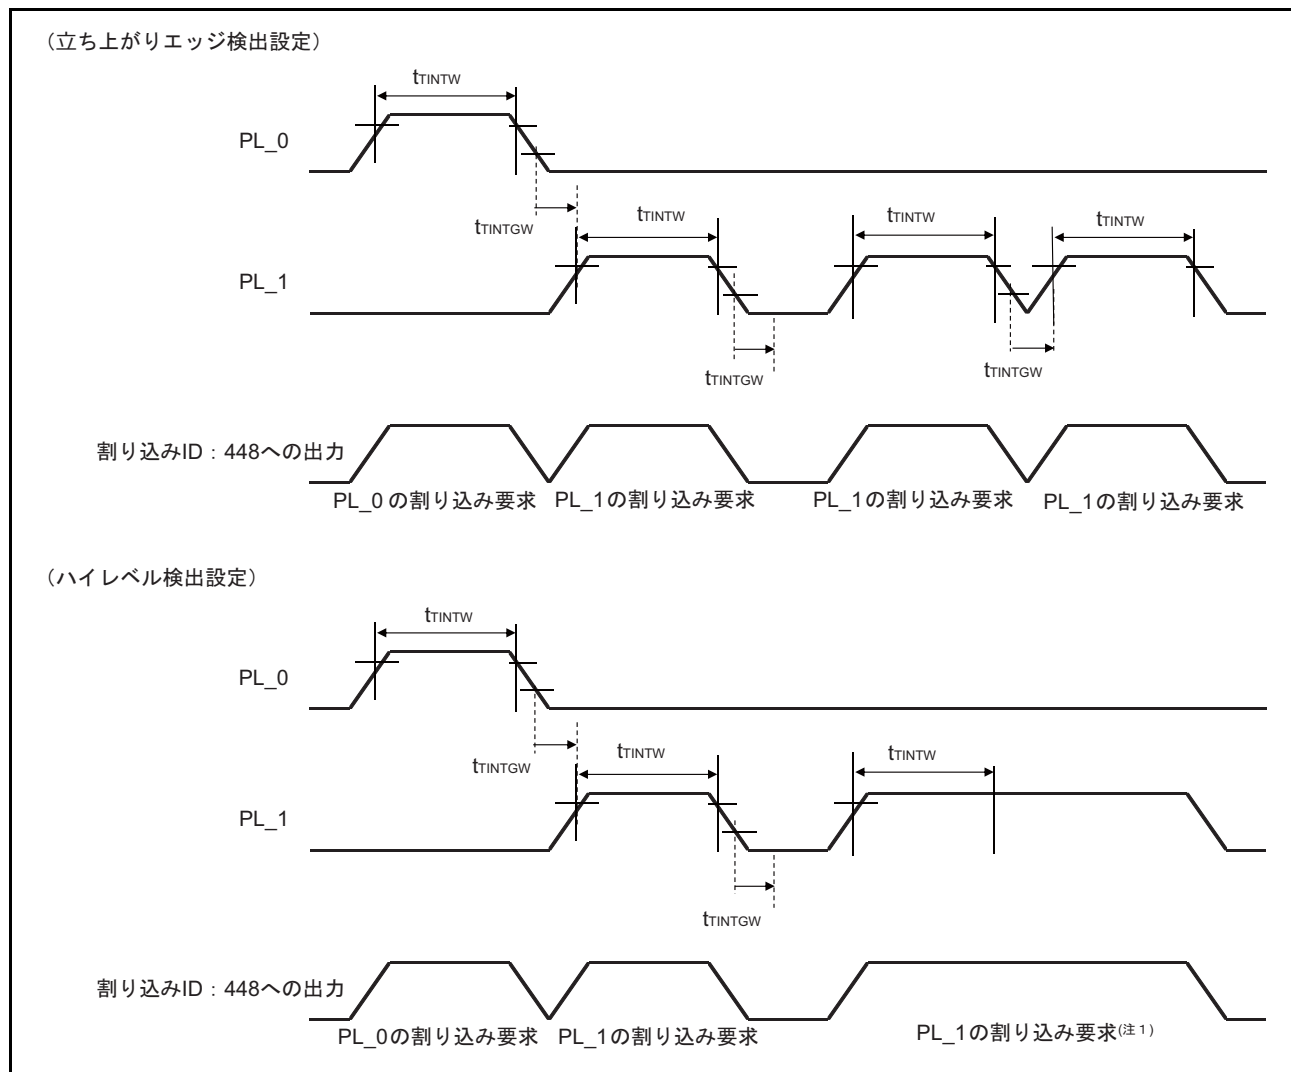 （立ち上がりエッジ検出設定）
tTINTW
PL_0
tTINTGW
tTINTW
tTINTW
tTINTW
PL_1
tTINTGW
tTINTGW
割り込みID：448への出力
PL_0 の割り込み要求
PL_1の割り込み要求
PL_1の割り込み要求
PL_1の割り込み要求
（ハイレベル検出設定）
tTINTW
PL_0
tTINTGW
tTINTW
tTINTW
PL_1
tTINTGW
割り込みID：448への出力
PL_0の割り込み要求
PL_1の割り込み要求
PL_1の割り込み要求(注１)